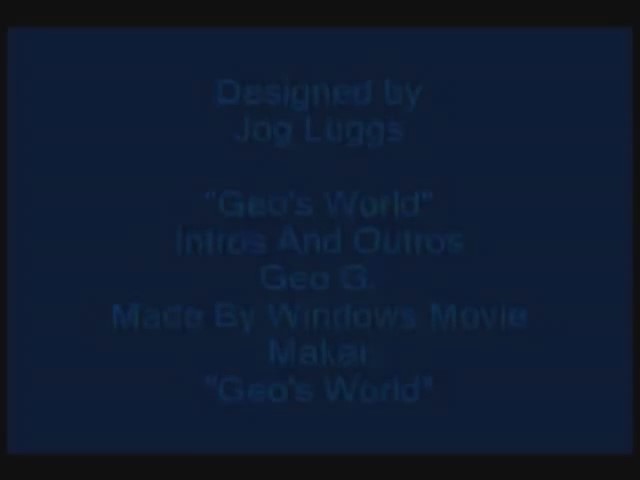 Designed by
Jog Luggs
"Geo's World"
Intros And Outros
Geo G.
Made By Windows Movie
Maker
"Geo's World"